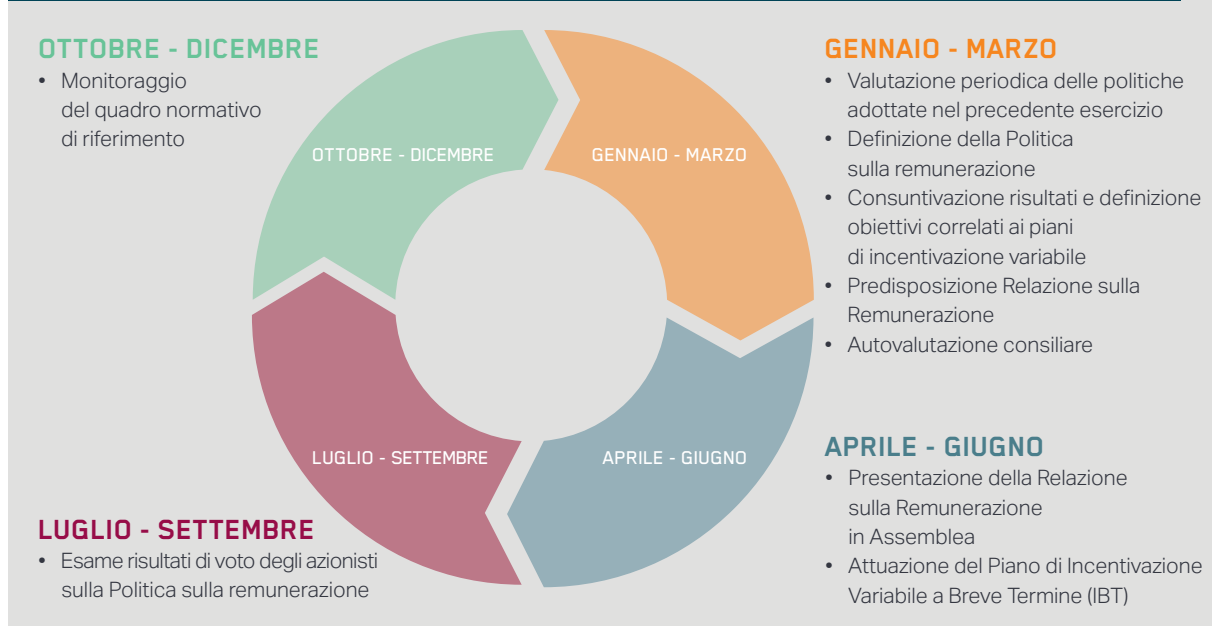 OTTOBRE - DICEMBRE
• Monitoraggio
del quadro normativo
di riferimento
GENNAIO - MARZO
• Valutazione periodica delle politiche
adottate nel precedente esercizio
• Definizione della Politica
sulla remunerazione
• Consuntivazione risultati e definizione
obiettivi correlati ai piani
di incentivazione variabile
• Predisposizione Relazione sulla
Remunerazione
• Autovalutazione consiliare
OTTOBRE - DICEMBRE
GENNAIO - MARZO
LUGLIO - SETTEMBRE
APRILE - GIUGNO
LUGLIO - SETTEMBRE
• Esame risultati di voto degli azionisti
sulla Politica sulla remunerazione
APRILE - GIUGNO
• Presentazione della Relazione
sulla Remunerazione
in Assemblea
• Attuazione del Piano di Incentivazione
Variabile a Breve Termine (IBT)